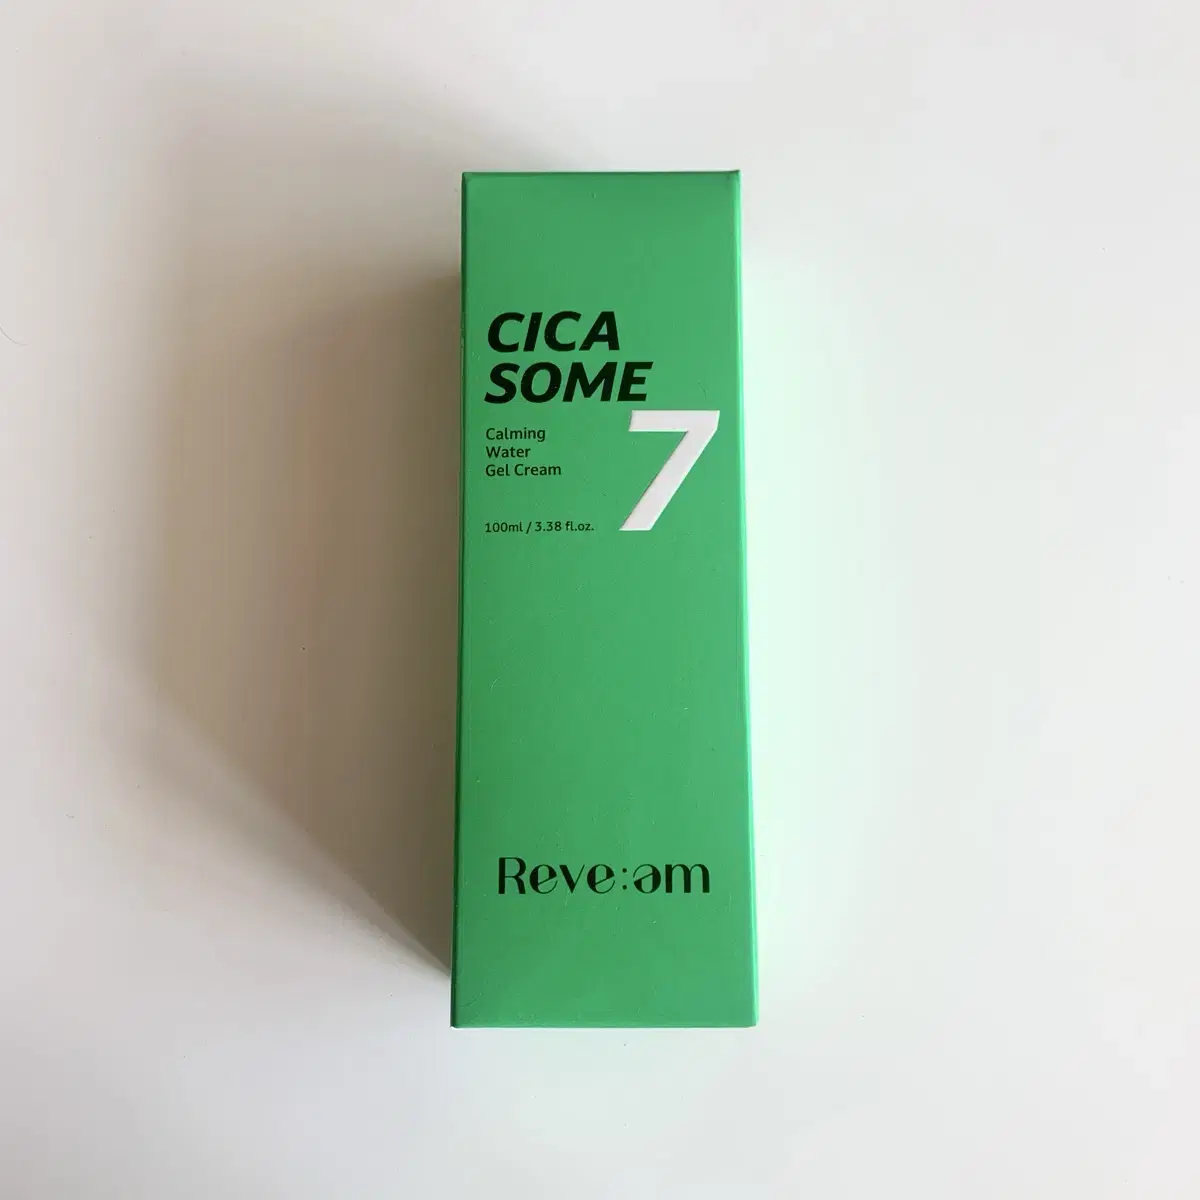 CICA
SOME
7
Calming
Water
Gel Cream
100ml / 3.38 fl.oz.
Reve:am